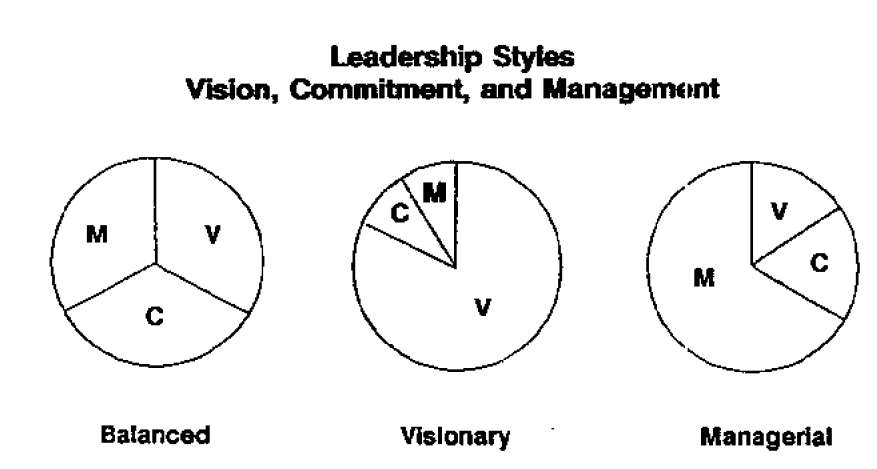 Leadership Styles
Vision, Commitment, and Management
M
V
C
C
M
V
V
C
M
Balanced
Visionary
Managerial